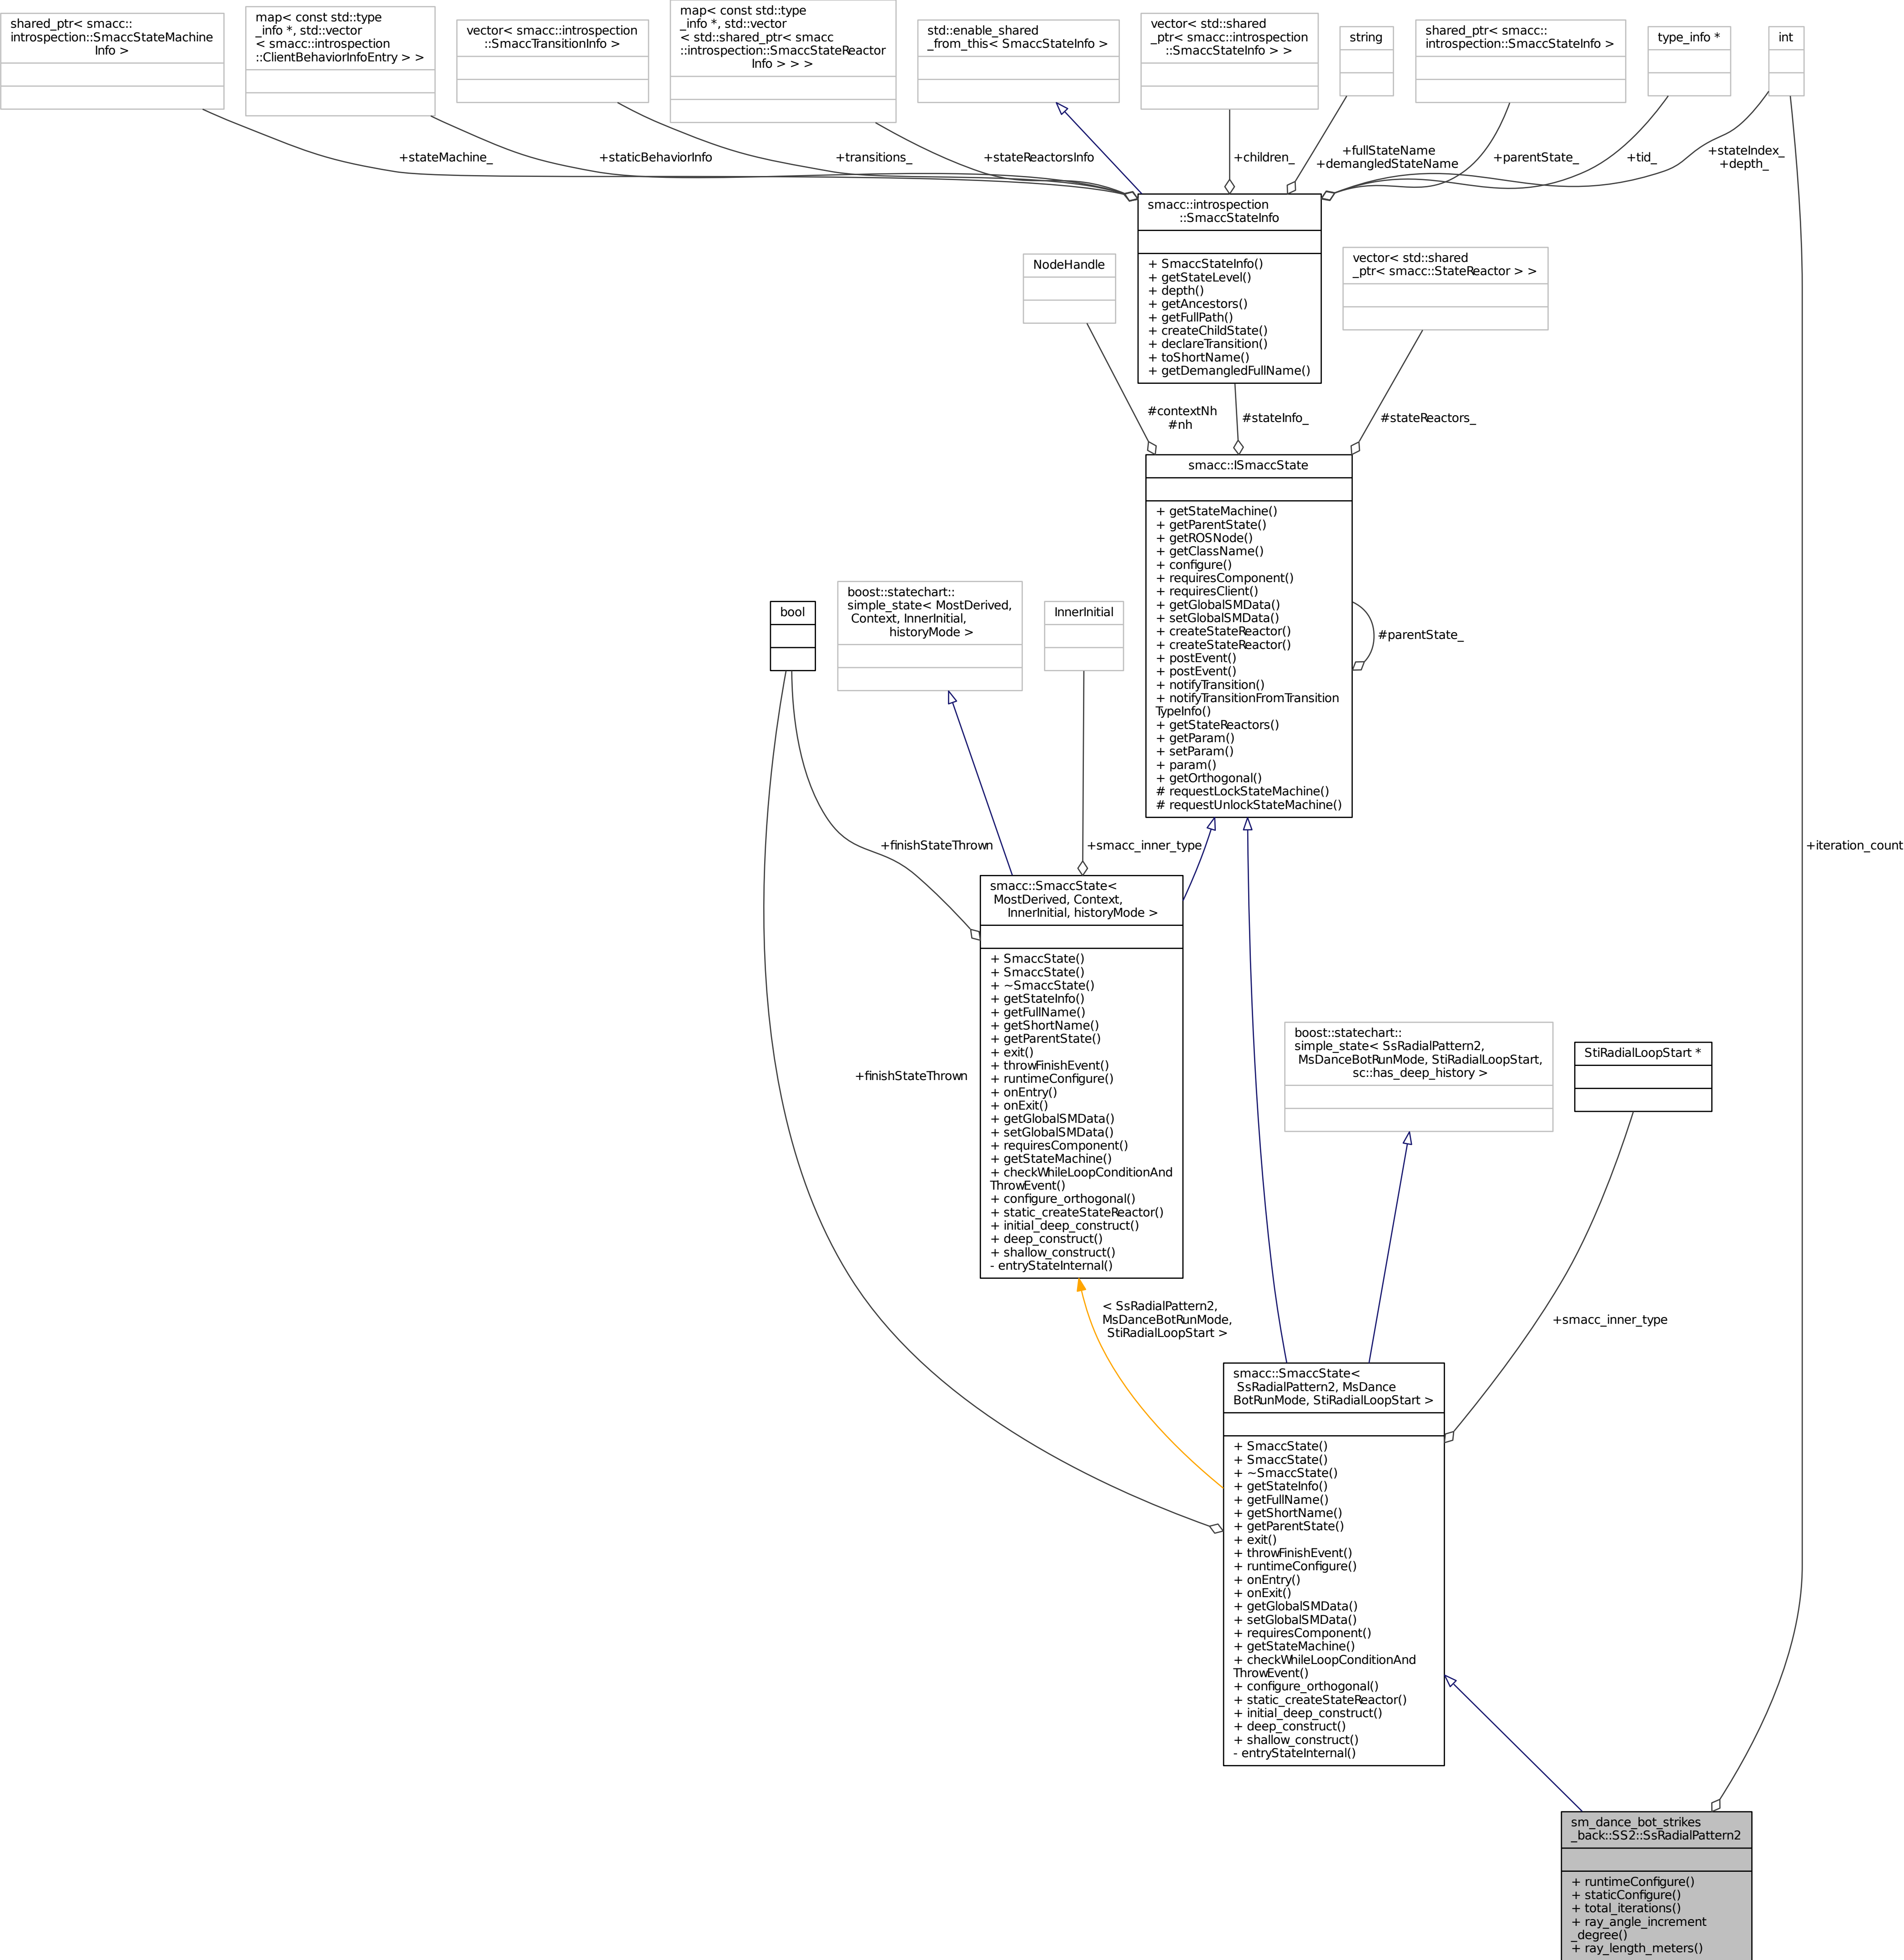 shared_ptr< smacc::
introspection::SmaccStateMachine
Info >
map< const std::type
_info *, std::vector
< smacc::introspection
::ClientBehaviorInfoEntry > >
vector< smacc::introspection
::SmaccTransitionInfo >
map< const std::type
_info *, std::vector
< std::shared_ptr< smacc
::introspection::SmaccStateReactor
Info > > >
std::enable_shared
_from_this< SmaccStateInfo >
vector< std::shared
_ptr< smacc::introspection
::SmaccStateInfo > >
string
shared_ptr< smacc::
introspection::SmaccStateInfo >
type_info *
int
+stateMachine_
+staticBehaviorInfo
+transitions_
+stateReactorsInfo
+children_
+fullStateName
+demangledStateName
+parentState_
+tid_
+stateIndex_
+depth_
smacc::introspection
::SmaccStateInfo
+ SmaccStateInfo()
+ getStateLevel()
+ depth()
+ getAncestors()
+ getFullPath()
+ createChildState()
+ declareTransition()
+ toShortName()
+ getDemangledFullName()
NodeHandle
vector< std::shared
_ptr< smacc::StateReactor > >
#contextNh
#nh
#stateInfo_
#stateReactors_
smacc::ISmaccState
+ getStateMachine()
+ getParentState()
+ getROSNode()
+ getClassName()
+ configure()
+ requiresComponent()
+ requiresClient()
+ getGlobalSMData()
+ setGlobalSMData()
+ createStateReactor()
+ createStateReactor()
+ postEvent()
+ postEvent()
+ notifyTransition()
+ notifyTransitionFromTransition
TypeInfo()
+ getStateReactors()
+ getParam()
+ setParam()
+ param()
+ getOrthogonal()
# requestLockStateMachine()
# requestUnlockStateMachine()
#parentState_
bool
boost::statechart::
simple_state< MostDerived,
Context, InnerInitial,
historyMode >
InnerInitial
+finishStateThrown
+smacc_inner_type
+iteration_count
smacc::SmaccState<
MostDerived, Context,
InnerInitial, historyMode >
+ SmaccState()
+ SmaccState()
+ ~SmaccState()
+ getStateInfo()
+ getFullName()
+ getShortName()
+ getParentState()
+ exit()
+ throwFinishEvent()
+ runtimeConfigure()
+ onEntry()
+ onExit()
+ getGlobalSMData()
+ setGlobalSMData()
+ requiresComponent()
+ getStateMachine()
+ checkWhileLoopConditionAnd
ThrowEvent()
+ configure_orthogonal()
+ static_createStateReactor()
+ initial_deep_construct()
+ deep_construct()
+ shallow_construct()
- entryStateInternal()
+finishStateThrown
boost::statechart::
simple_state< SsRadialPattern2,
MsDanceBotRunMode, StiRadialLoopStart,
sc::has_deep_history >
StiRadialLoopStart *
< SsRadialPattern2,
MsDanceBotRunMode,
StiRadialLoopStart >
+smacc_inner_type
smacc::SmaccState<
SsRadialPattern2, MsDance
BotRunMode, StiRadialLoopStart >
+ SmaccState()
+ SmaccState()
+ ~SmaccState()
+ getStateInfo()
+ getFullName()
+ getShortName()
+ getParentState()
+ exit()
+ throwFinishEvent()
+ runtimeConfigure()
+ onEntry()
+ onExit()
+ getGlobalSMData()
+ setGlobalSMData()
+ requiresComponent()
+ getStateMachine()
+ checkWhileLoopConditionAnd
ThrowEvent()
+ configure_orthogonal()
+ static_createStateReactor()
+ initial_deep_construct()
+ deep_construct()
+ shallow_construct()
- entryStateInternal()
sm_dance_bot_strikes
_back::SS2::SsRadialPattern2
+ runtimeConfigure()
+ staticConfigure()
+ total_iterations()
+ ray_angle_increment
_degree()
+ ray_length_meters()